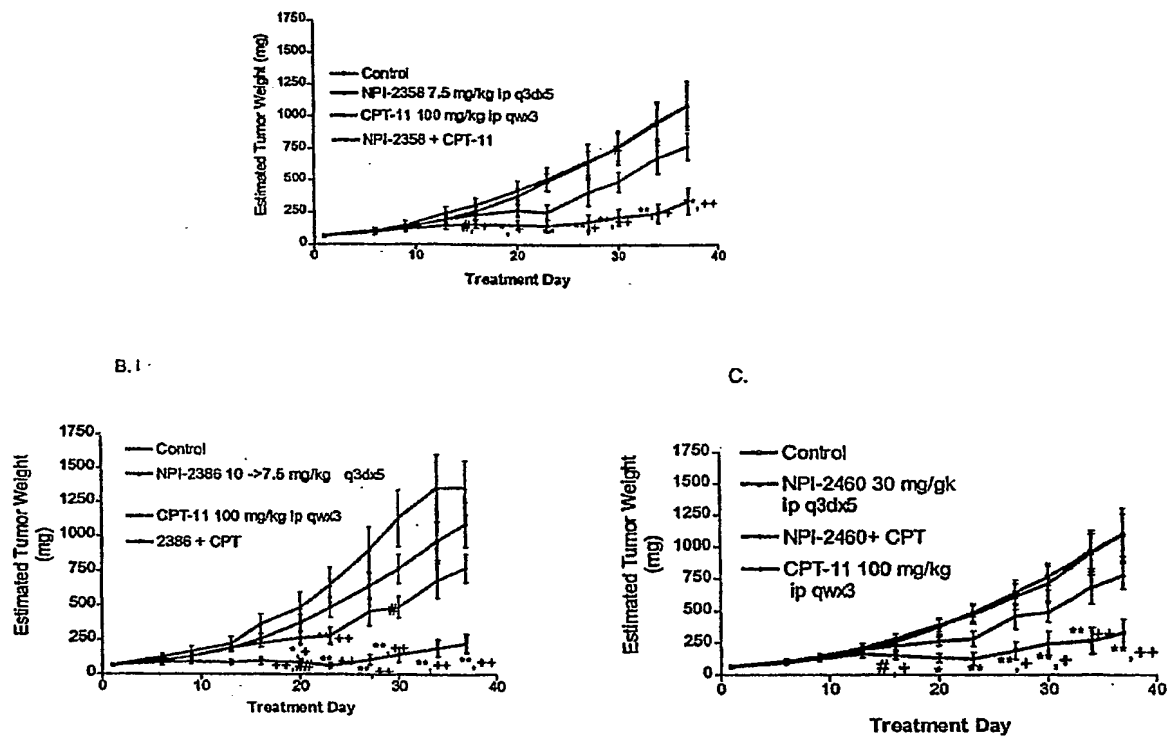 1750
1500
1250
1000
750
500
250
0
Estimated Tumor Weight (mg)
Control
NPI-2358 7.5 mg/kg ip q3dx5
CPT-11 100 mg/kg ip qwx3
NPI-2358 + CPT-11
0 10 20 30 40
Treatment Day
B. I
1750
1500
1250
1000
750
500
250
0
Estimated Tumor Weight
(mg)
Control
NPI-2386 10 ->7.5 mg/kg q3dx5
CPT-11 100 mg/kg ip qwx3
2386 + CPT
0 10 20 30 40
Treatment Day
C.
1750
1500
1250
1000
750
500
250
0
Estimated Tumor Weight
(mg)
Control
NPI-2460 30 mg/gk
ip q3dx5
NPI-2460+ CPT
CPT-11 100 mg/kg
ip qwx3
#,+ * ** **,+ **,+ **,++ **,++
0 10 20 30 40
Treatment Day